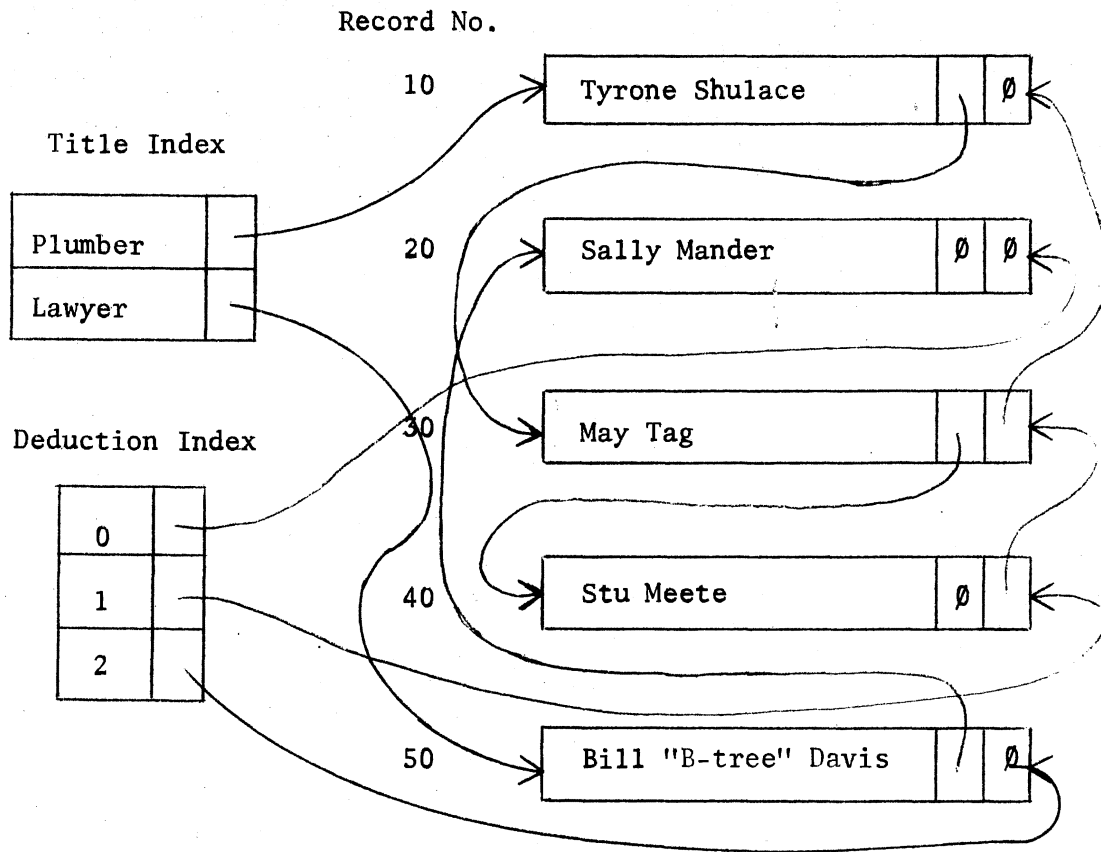 Record No.
10 Tyrone Shulace Ø
Title Index
Plumber
20 Sally Mander Ø Ø
Lawyer
30 May Tag
Deduction Index
0
1
40 Stu Meete Ø
2
50 Bill "B-tree" Davis Ø